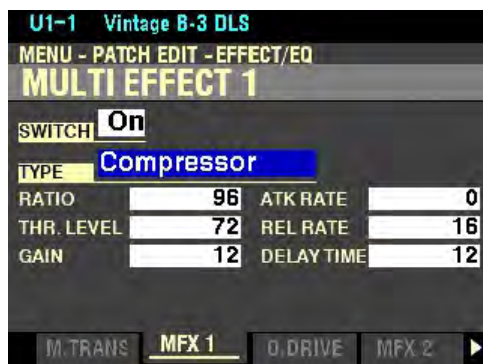 U1-1 Vintage B-3 DLS
MENU - PATCH EDIT - EFFECT/EQ
MULTI EFFECT 1
SWITCH On
TYPE Compressor
RATIO 96 ATK RATE 0
THR. LEVEL 72 REL RATE 16
GAIN 12 DELAY TIME 12
M.TRANS MFX 1 O.DRIVE MFX 2